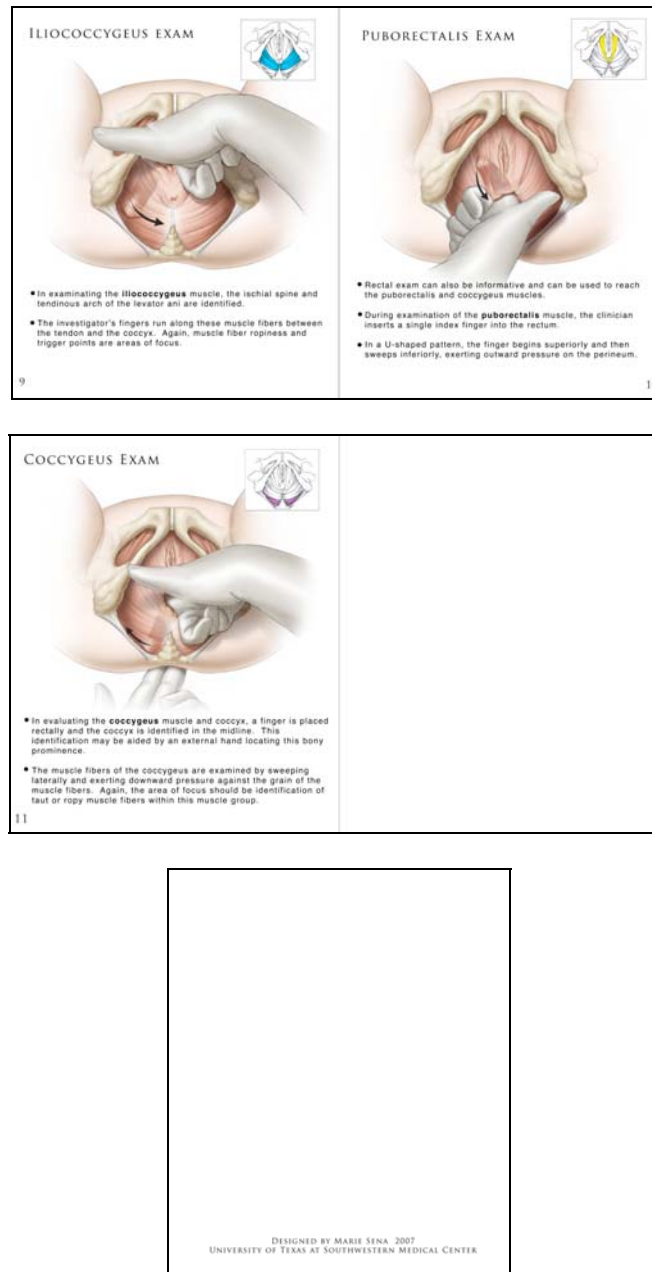 ILIOCOCCYGEUS EXAM
• In examinating the iliococcygeus muscle, the ischial spine and
tendinous arch of the levator ani are identified.
• The investigator's fingers run along these muscle fibers between
the tendon and the coccyx. Again, muscle fiber ropiness and
trigger points are areas of focus.
9
PUBORECTALIS EXAM
• Rectal exam can also be informative and can be used to reach
the puborectalis and coccygeus muscles.
• During examination of the puborectalis muscle, the clinician
inserts a single index finger into the rectum.
• In a U-shaped pattern, the finger begins superiorly and then
sweeps inferiorly, exerting outward pressure on the perineum.
1
COCCYGEUS EXAM
• In evaluating the coccygeus muscle and coccyx, a finger is placed
rectally and the coccyx is identified in the midline. This
identification may be aided by an external hand locating this bony
prominence.
• The muscle fibers of the coccygeus are examined by sweeping
laterally and exerting downward pressure against the grain of the
muscle fibers. Again, the area of focus should be identification of
taut or ropy muscle fibers within this muscle group.
11
DESIGNED BY MARIE SENA 2007
UNIVERSITY OF TEXAS AT SOUTHWESTERN MEDICAL CENTER